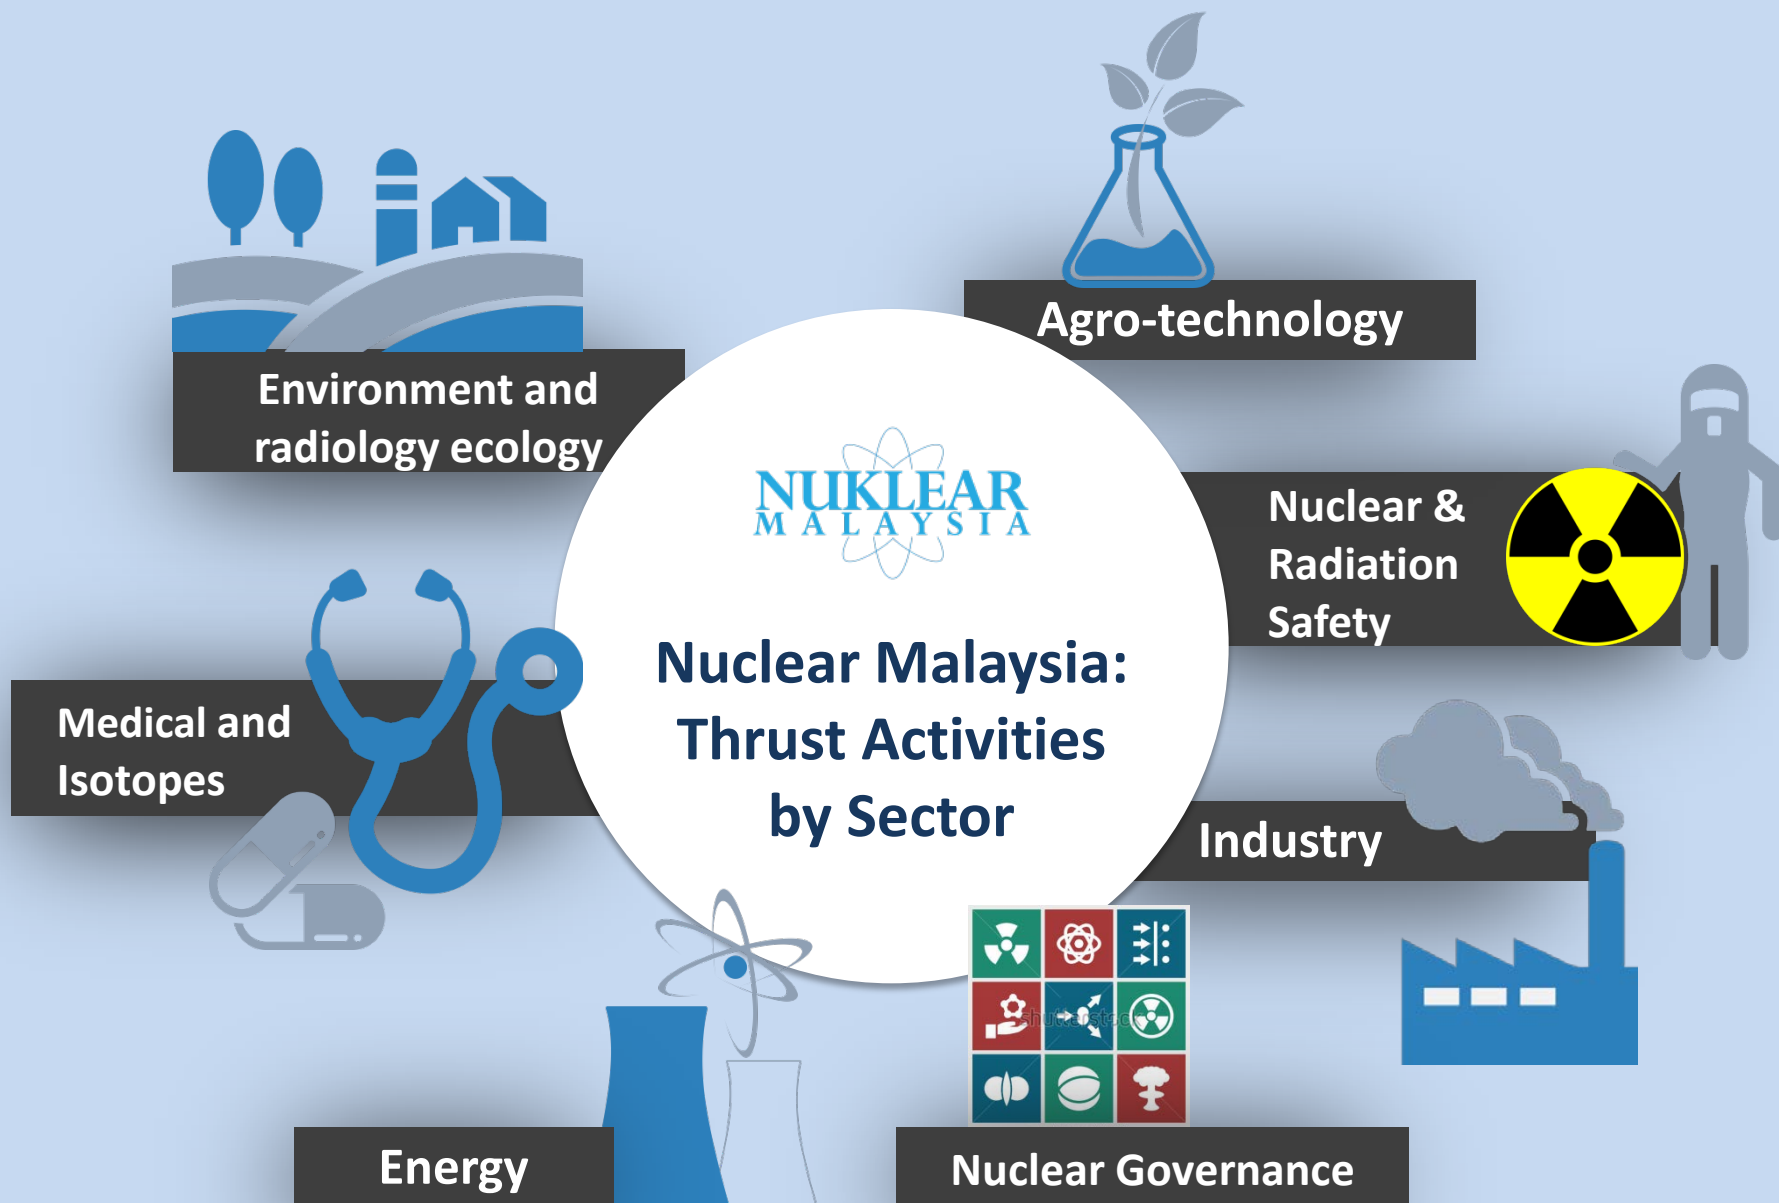 Agro-technology
Environment and
radiology ecology
NUKLEAR
MALAYSIA
Nuclear &
Radiation
Safety
Nuclear Malaysia:
Thrust Activities
by Sector
Medical and
Isotopes
Industry
shutterstock
Energy
Nuclear Governance